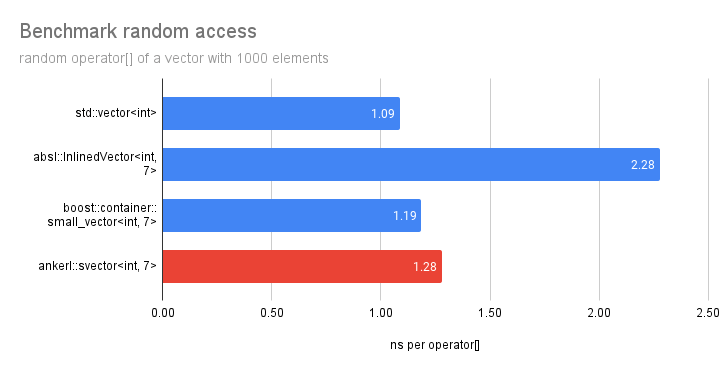 Benchmark random access
random operator[] of a vector with 1000 elements
std::vector<int>
1.09
absl::InlinedVector<int,
7>
2.28
boost::container::
small_vector<int, 7>
1.19
ankerl::svector<int, 7>
1.28
0.00 0.50 1.00 1.50 2.00 2.50
ns per operator[]